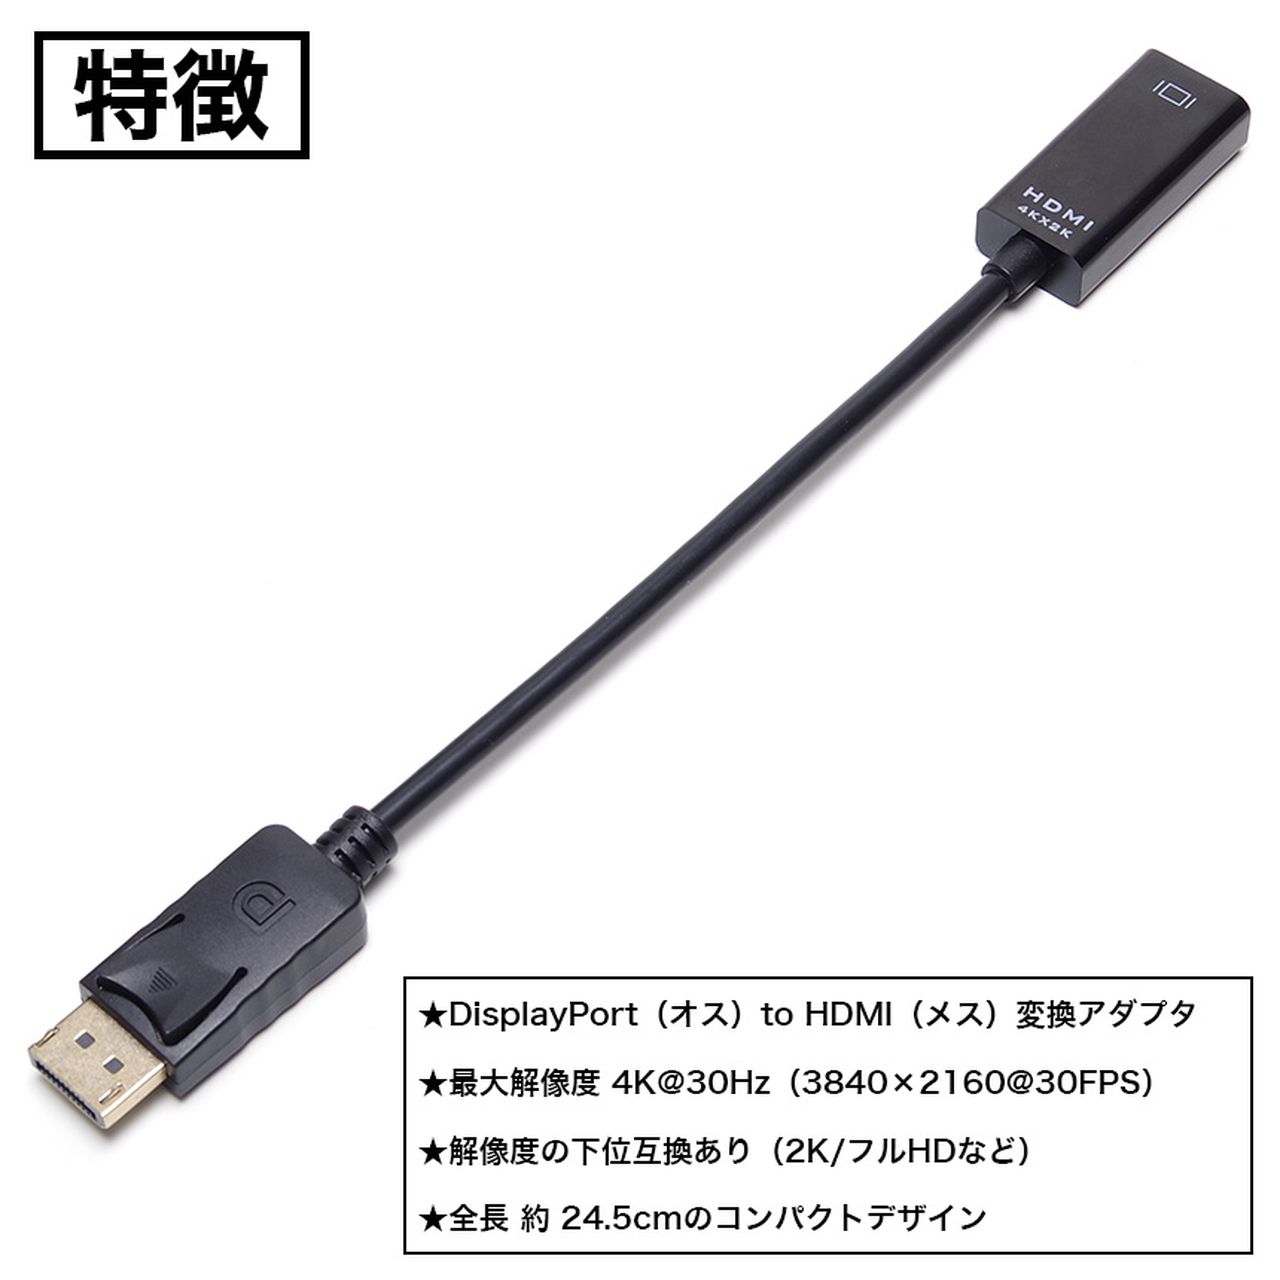 特徴
HDMI
4KX2K
★DisplayPort（オス）to HDMI（メス）変換アダプタ
★最大解像度 4K@30Hz（3840×2160@30FPS）
★解像度の下位互換あり（2K/フルHDなど）
★全長 約 24.5cmのコンパクトデザイン